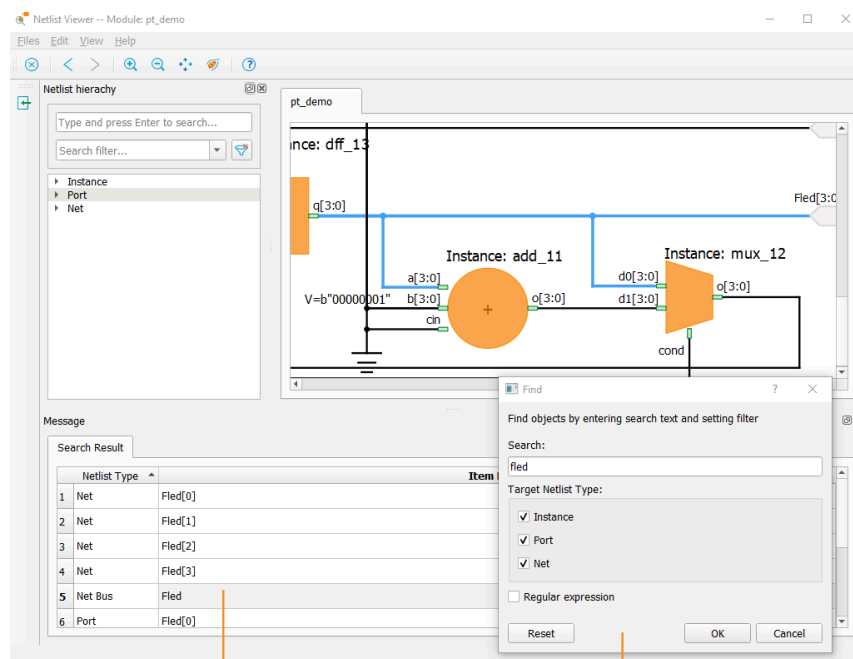 Netlist Viewer -- Module: pt_demo
Files Edit View Help
Netlist hierachy
Type and press Enter to search...
Search filter...
Instance
Port
Net
pt_demo
nce: dff_13
q[3:0]
Fled[3:0
Instance: add_11
Instance: mux_12
a[3:0]
d0[3:0]
o[3:0]
V=b"00000001" b[3:0]
+
o[3:0]
d1[3:0]
cin
cond
Message
Search Result
Netlist Type
Item
1 Net Fled[0]
2 Net Fled[1]
3 Net Fled[2]
4 Net Fled[3]
5 Net Bus Fled
6 Port Fled[0]
Find
?
Find objects by entering search text and setting filter
Search:
fled
Target Netlist Type:
Instance
Port
Net
Regular expression
Reset OK Cancel